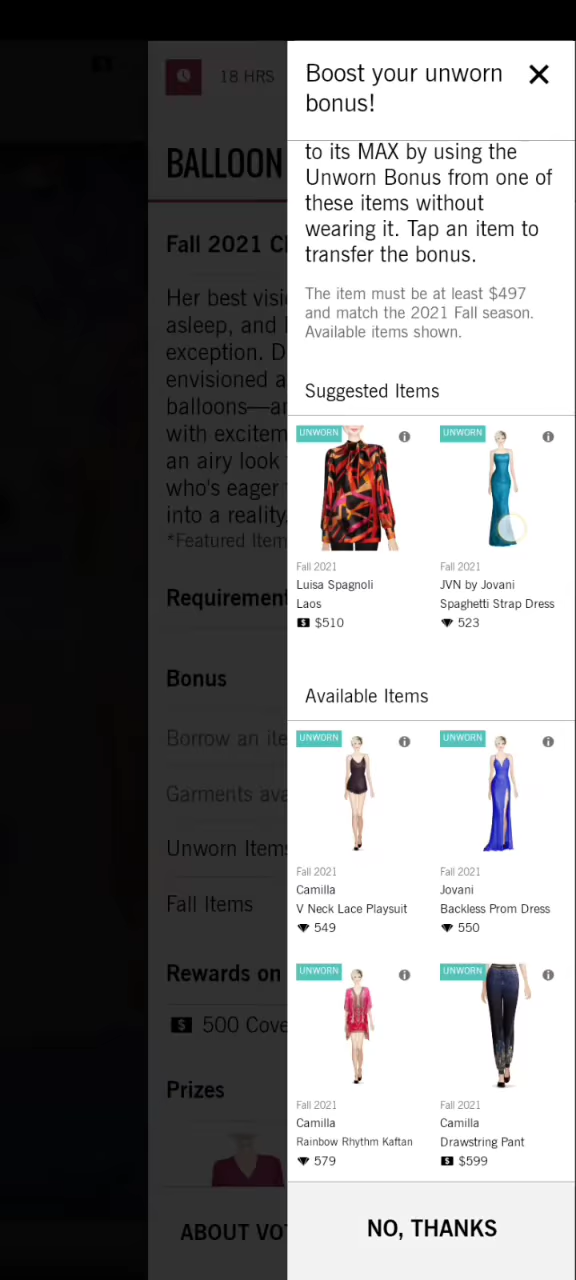 18 HRS
BALLOON
Fall 2021 C
Her best visi
asleep, and
exception. D
envisioned a
balloons—a
with excitem
an airy look
who's eager
into a reality
*Featured Item
Requirement
Bonus
Borrow an ite
Garments ava
Unworn Items
Fall Items
Rewards on
$ 500 Cove
Prizes
ABOUT VOT
Boost your unworn
bonus!
to its MAX by using the
Unworn Bonus from one of
these items without
wearing it. Tap an item to
transfer the bonus.
The item must be at least $497
and match the 2021 Fall season.
Available items shown.
Suggested Items
UNWORN
Fall 2021
Luisa Spagnoli
Laos
$510
UNWORN
Fall 2021
JVN by Jovani
Spaghetti Strap Dress
523
Available Items
UNWORN
Fall 2021
Camilla
V Neck Lace Playsuit
549
UNWORN
Fall 2021
Jovani
Backless Prom Dress
550
UNWORN
Fall 2021
Camilla
Rainbow Rhythm Kaftan
579
UNWORN
Fall 2021
Camilla
Drawstring Pant
$599
NO, THANKS